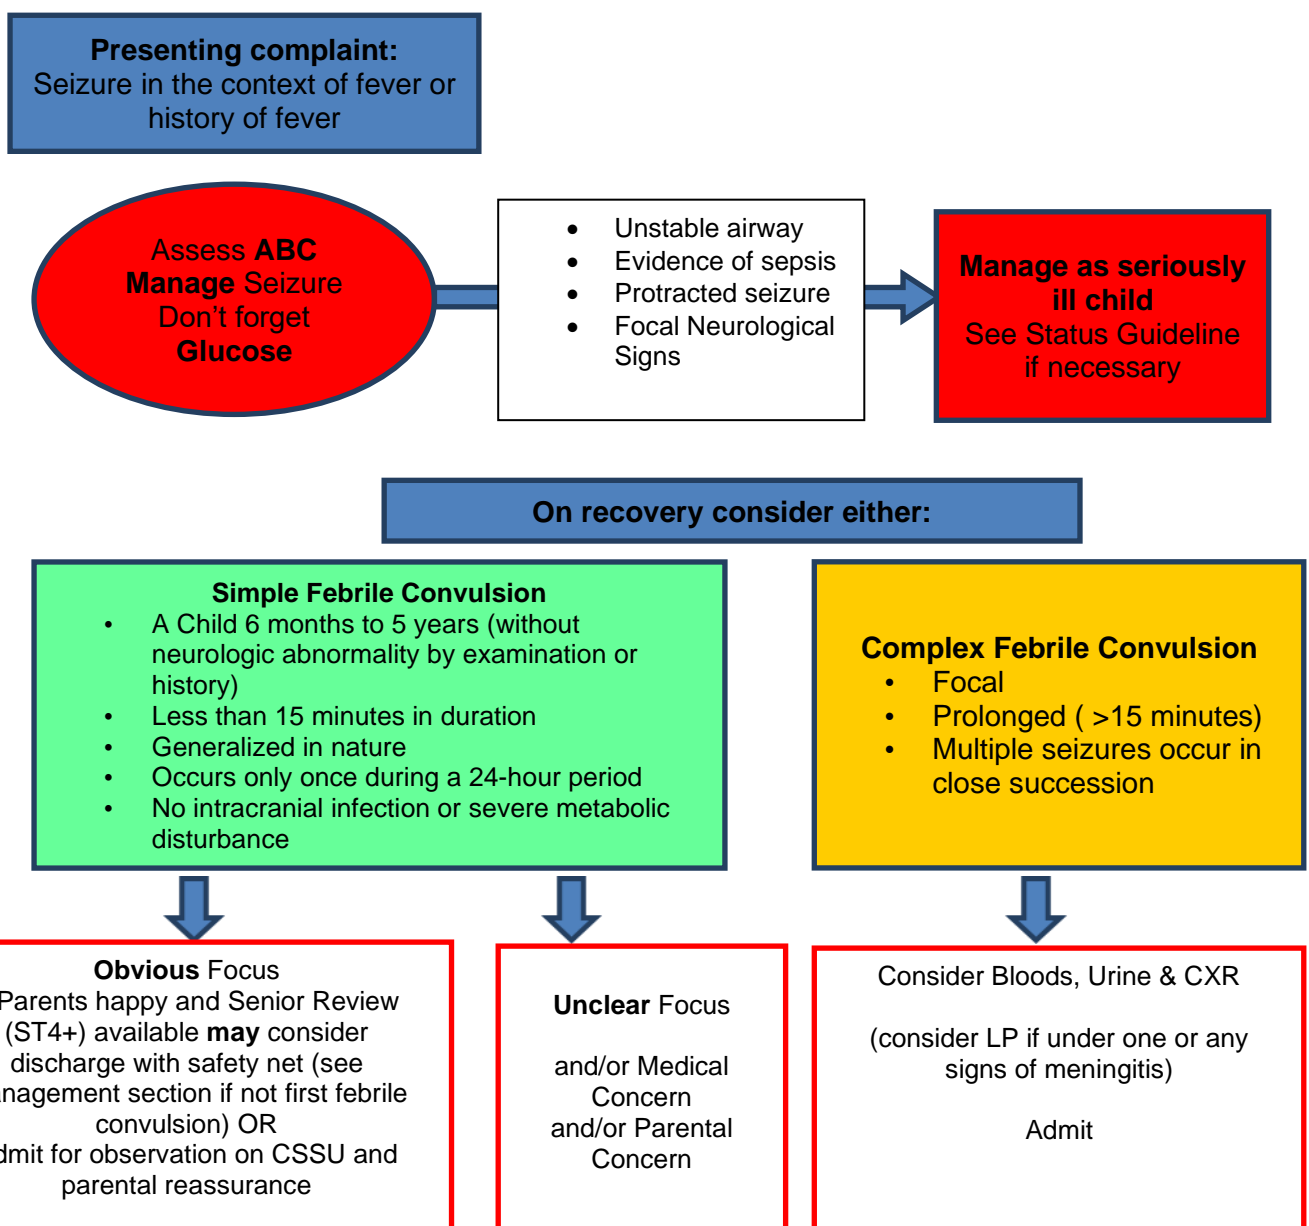 Presenting complaint:
Seizure in the context of fever or
history of fever
Assess ABC
Manage Seizure
Don't forget
Glucose
• Unstable airway
• Evidence of sepsis
• Protracted seizure
• Focal Neurological
Signs
Manage as seriously
ill child
See Status Guideline
if necessary
On recovery consider either:
Simple Febrile Convulsion
• A Child 6 months to 5 years (without
neurologic abnormality by examination or
history)
• Less than 15 minutes in duration
• Generalized in nature
• Occurs only once during a 24-hour period
• No intracranial infection or severe metabolic
disturbance
Complex Febrile Convulsion
• Focal
• Prolonged ( >15 minutes)
• Multiple seizures occur in
close succession
Obvious Focus
Parents happy and Senior Review
(ST4+) available may consider
discharge with safety net (see
nagement section if not first febrile
convulsion) OR
dmit for observation on CSSU and
parental reassurance
Unclear Focus
and/or Medical
Concern
and/or Parental
Concern
Consider Bloods, Urine & CXR
(consider LP if under one or any
signs of meningitis)
Admit